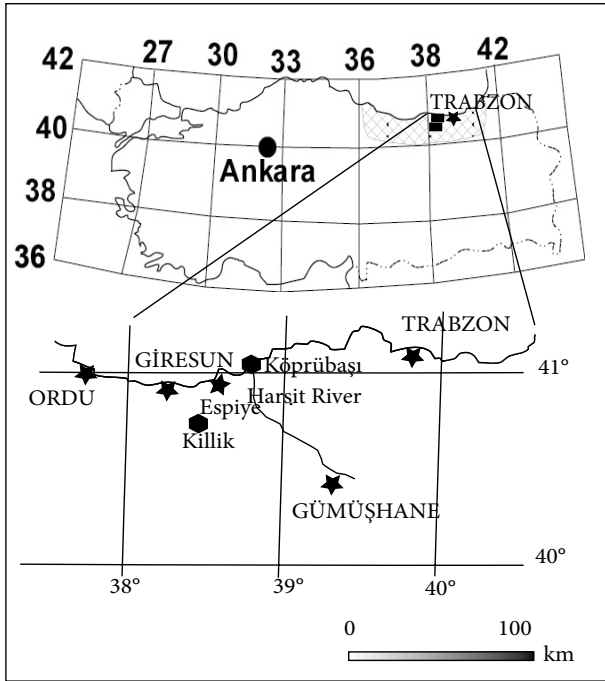 42 27 30 33 36 38 42
TRABZON
40
Ankara
38
36
TRABZON
GİRESUN
Köprübaşı
41°
ORDU
Harşit River
Espiye
Killik
GÜMÜŞHANE
40°
38° 39° 40°
0 100
km